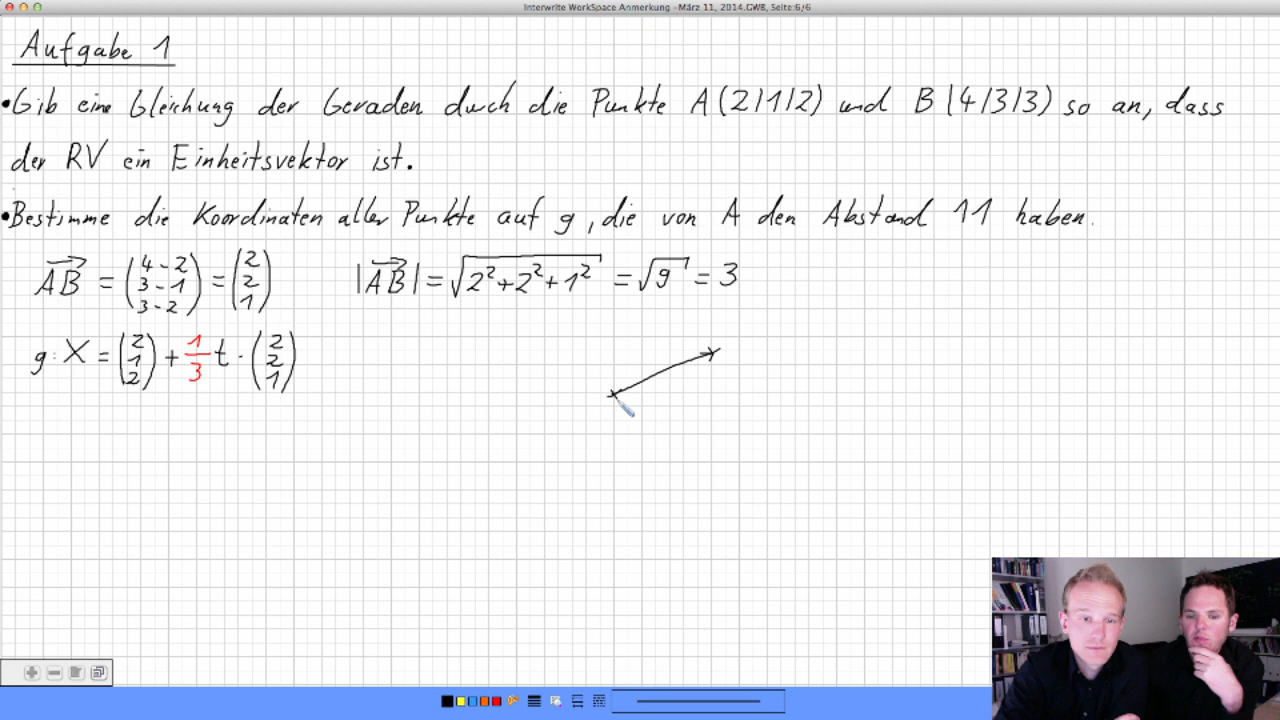 Interwrite WorkSpace Anmerkung -März 11, 2014.GWB, Seite:6/6
Aufgabe 1
•Gib eine Gleichung der Geraden durch die Punkte A(2|1|2) und B(4|3|3) so an, dass
der RV ein Einheitsvektor ist.
•Bestimme die Koordinaten aller Punkte auf g, die von A den Abstand 11 haben.
AB = (4-2 3-1 3-2) = (2 2 1) |AB| = √2²+2²+1² = √9 = 3
g: X = (2 1 2) + 1/3 t · (2 2 1)